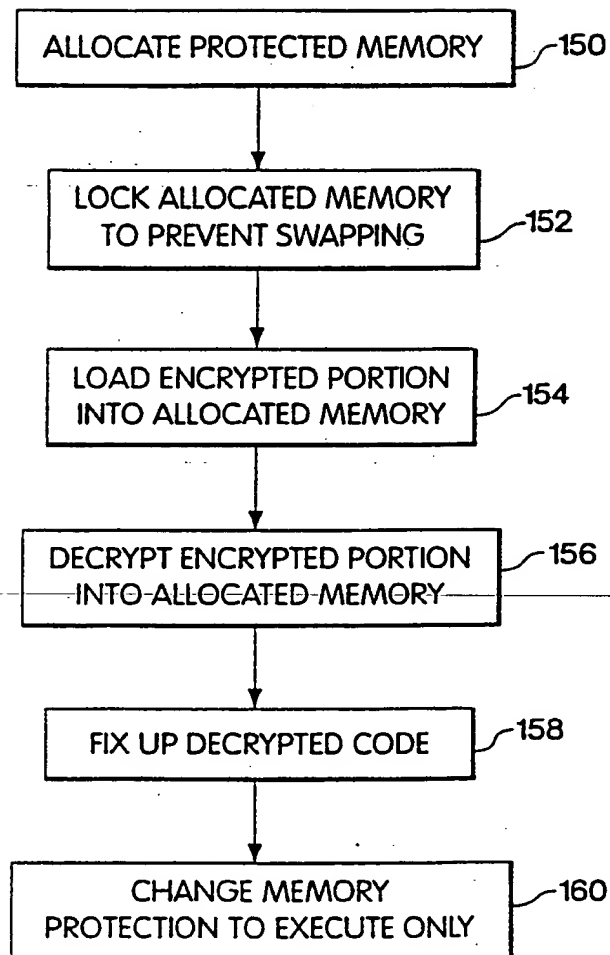 ALLOCATE PROTECTED MEMORY
150
LOCK ALLOCATED MEMORY
TO PREVENT SWAPPING
152
LOAD ENCRYPTED PORTION
INTO ALLOCATED MEMORY
154
DECRYPT ENCRYPTED PORTION
INTO ALLOCATED MEMORY
156
FIX UP DECRYPTED CODE
158
CHANGE MEMORY
PROTECTION TO EXECUTE ONLY
160